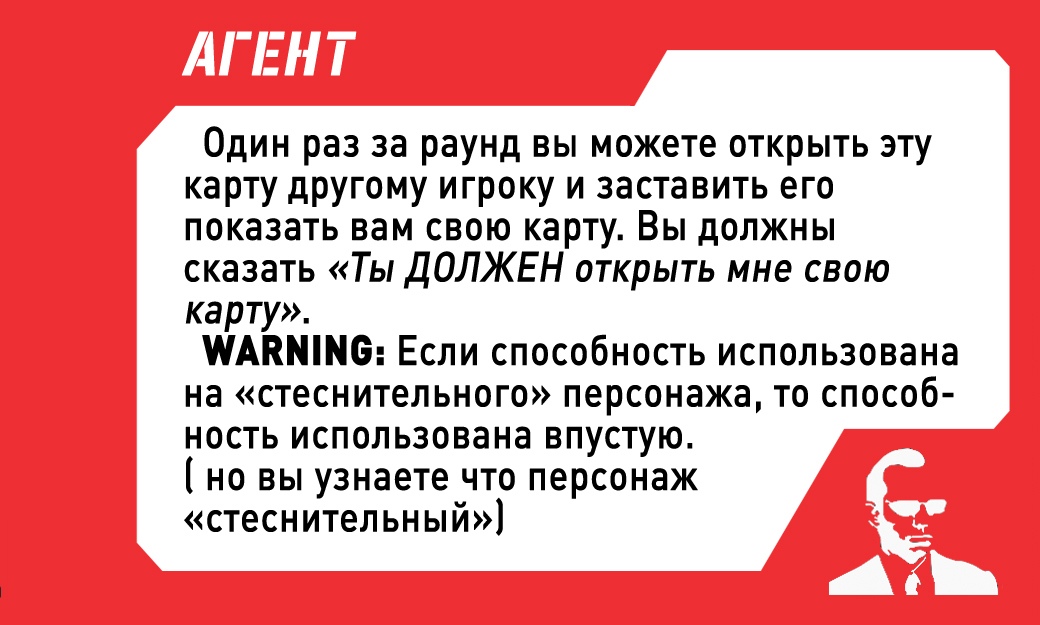 АГЕНТ
Один раз за раунд вы можете открыть эту
карту другому игроку и заставить его
показать вам свою карту. Вы должны
сказать «Ты ДОЛЖЕН открыть мне свою
карту».
WARNING: Если способность использована
на «стеснительного» персонажа, то способ-
ность использована впустую.
( но вы узнаете что персонаж
«стеснительный»)